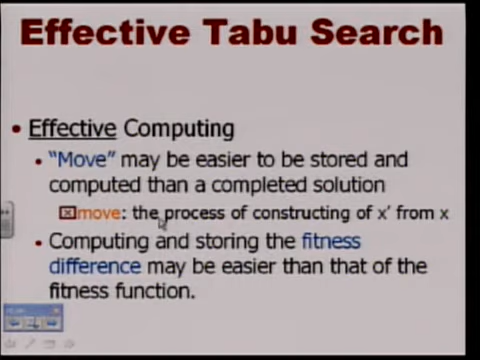 Effective Tabu Search
• Effective Computing
• "Move" may be easier to be stored and
computed than a completed solution
move: the process of constructing of x' from x
• Computing and storing the fitness
difference may be easier than that of the
fitness function.